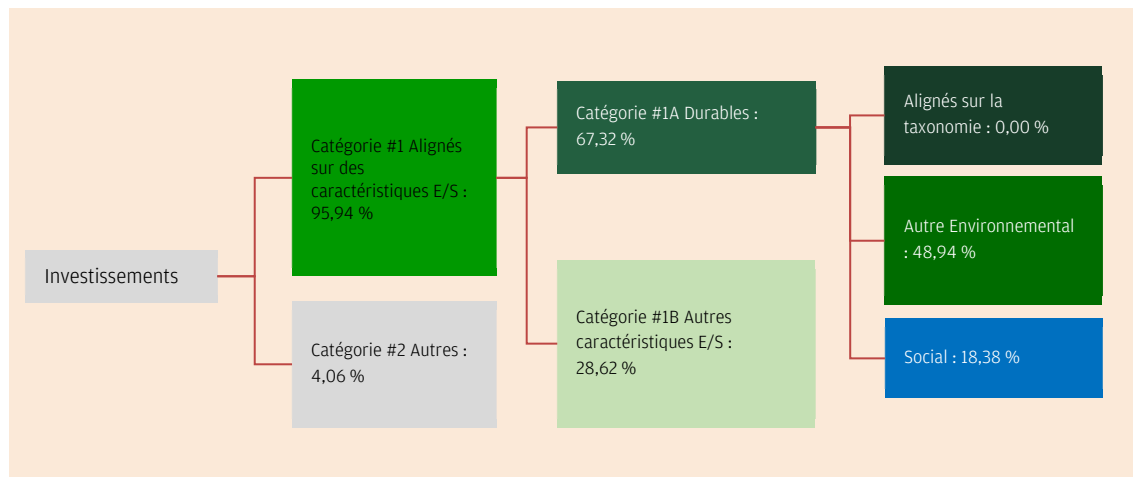 Investissements
Catégorie #1 Alignés
sur des
caractéristiques E/S :
95,94 %
Catégorie #2 Autres :
4,06 %
Catégorie #1A Durables :
67,32 %
Catégorie #1B Autres
caractéristiques E/S :
28,62 %
Alignés sur la
taxonomie : 0,00 %
Autre Environnemental
: 48,94 %
Social : 18,38 %